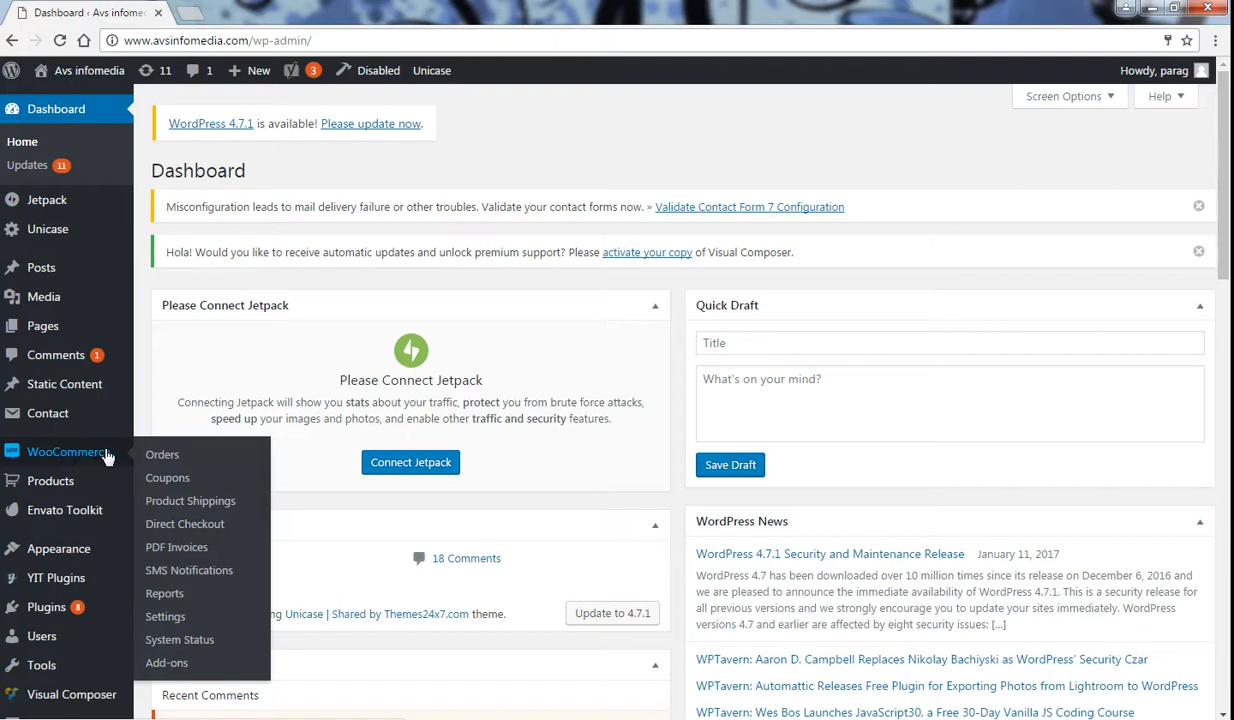 Dashboard ‹ Avs infome
www.avsinfomedia.com/wp-admin/
Avs infomedia 11 1 New 3 Disabled Unicase Howdy, parag
Screen Options Help
Dashboard
Home
Updates 11
Jetpack
Unicase
Posts
Media
Pages
Comments 1
Static Content
Contact
WooCommerc
Products
Envato Toolkit
Appearance
YIT Plugins
Plugins 8
Users
Tools
Visual Composer
Orders
Coupons
Product Shippings
Direct Checkout
PDF Invoices
SMS Notifications
Reports
Settings
System Status
Add-ons
WordPress 4.7.1 is available! Please update now.
Dashboard
Misconfiguration leads to mail delivery failure or other troubles. Validate your contact forms now. » Validate Contact Form 7 Configuration
Hola! Would you like to receive automatic updates and unlock premium support? Please activate your copy of Visual Composer.
Please Connect Jetpack
Please Connect Jetpack
Connecting Jetpack will show you stats about your traffic, protect you from brute force attacks,
speed up your images and photos, and enable other traffic and security features.
Connect Jetpack
18 Comments
ng Unicase | Shared by Themes24x7.com theme.
Update to 4.7.1
Recent Comments
Quick Draft
Title
What's on your mind?
Save Draft
WordPress News
WordPress 4.7.1 Security and Maintenance Release January 11, 2017
WordPress 4.7 has been downloaded over 10 million times since its release on December 6, 2016 and
we are pleased to announce the immediate availability of WordPress 4.7.1. This is a security release for
all previous versions and we strongly encourage you to update your sites immediately. WordPress
versions 4.7 and earlier are affected by eight security issues: [...]
WPTavern: Aaron D. Campbell Replaces Nikolay Bachiyski as WordPress' Security Czar
WPTavern: Automattic Releases Free Plugin for Exporting Photos from Lightroom to WordPress
WPTavern: Wes Bos Launches JavaScript30, a Free 30-Day Vanilla JS Coding Course